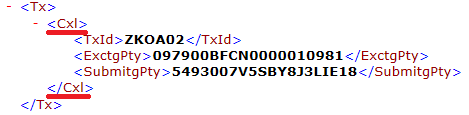 - <Tx>
- <Cxl>
<TxId>ZKOA02</TxId>
<ExctgPty>097900BFCN0000010981</ExctgPty>
<SubmitgPty>5493007V5SBY8J3LIE18</SubmitgPty>
</Cxl>
</Tx>